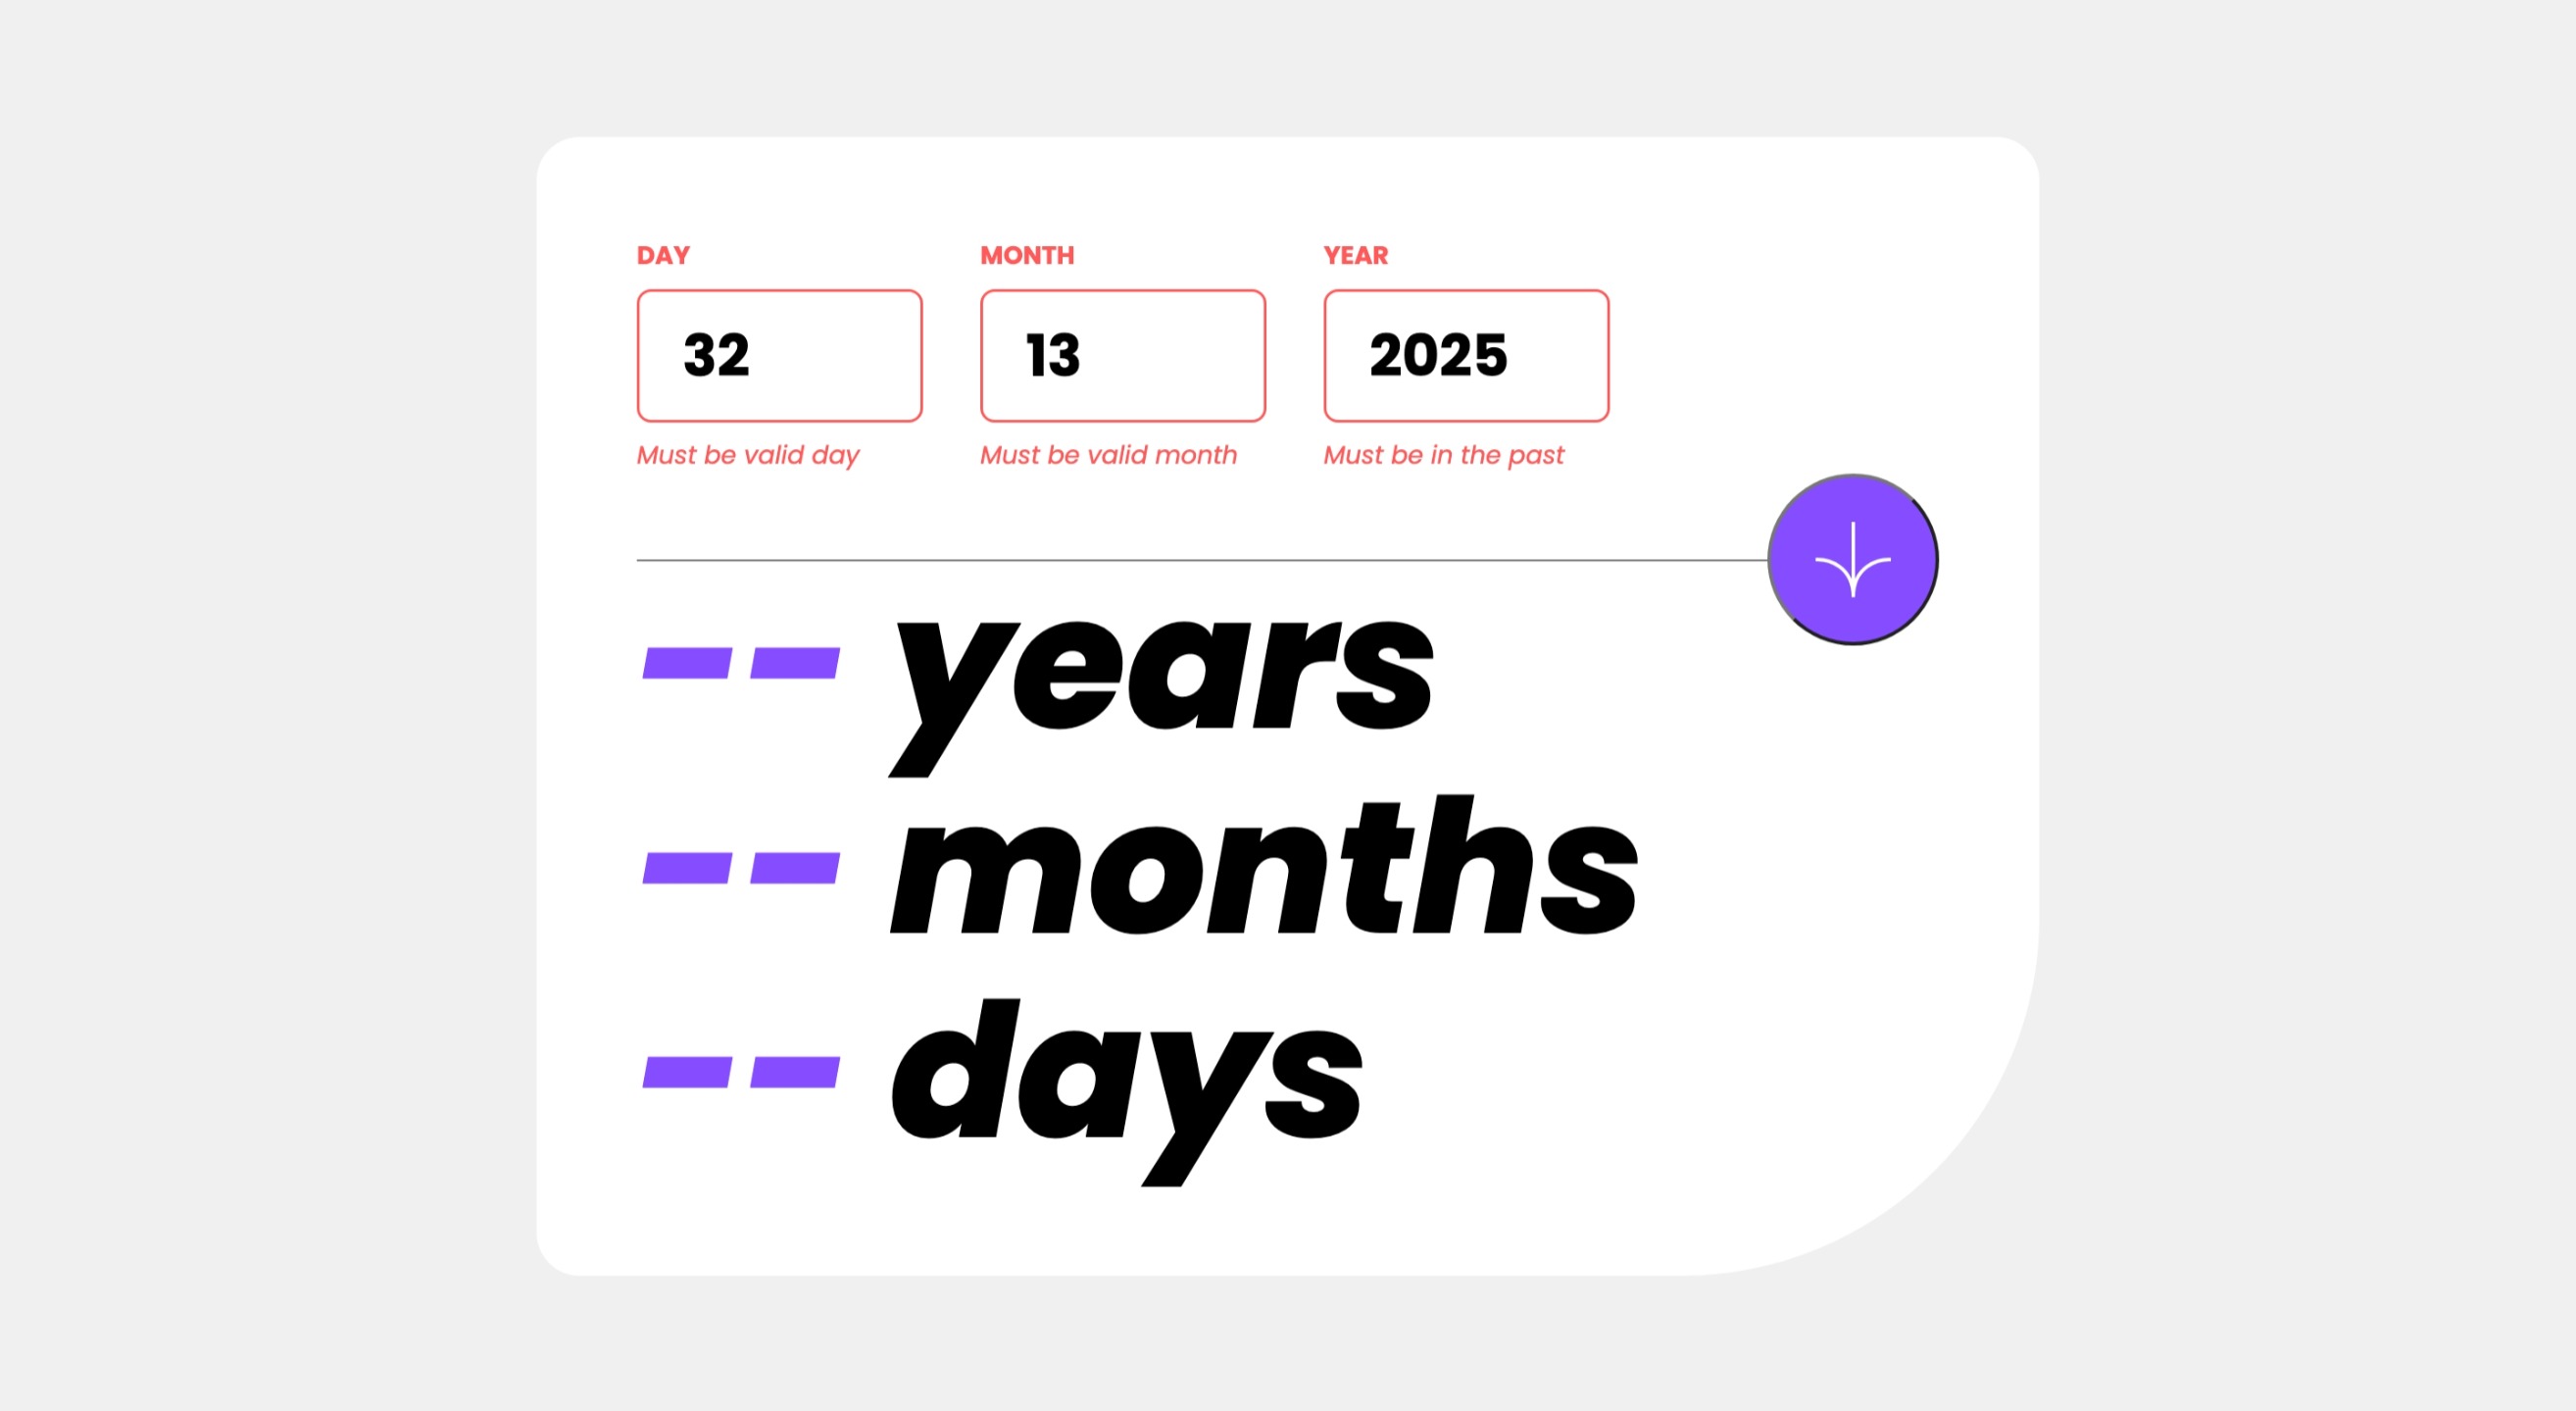 DAY MONTH YEAR
32 13 2025
Must be valid day Must be valid month Must be in the past
-- years
-- months
-- days